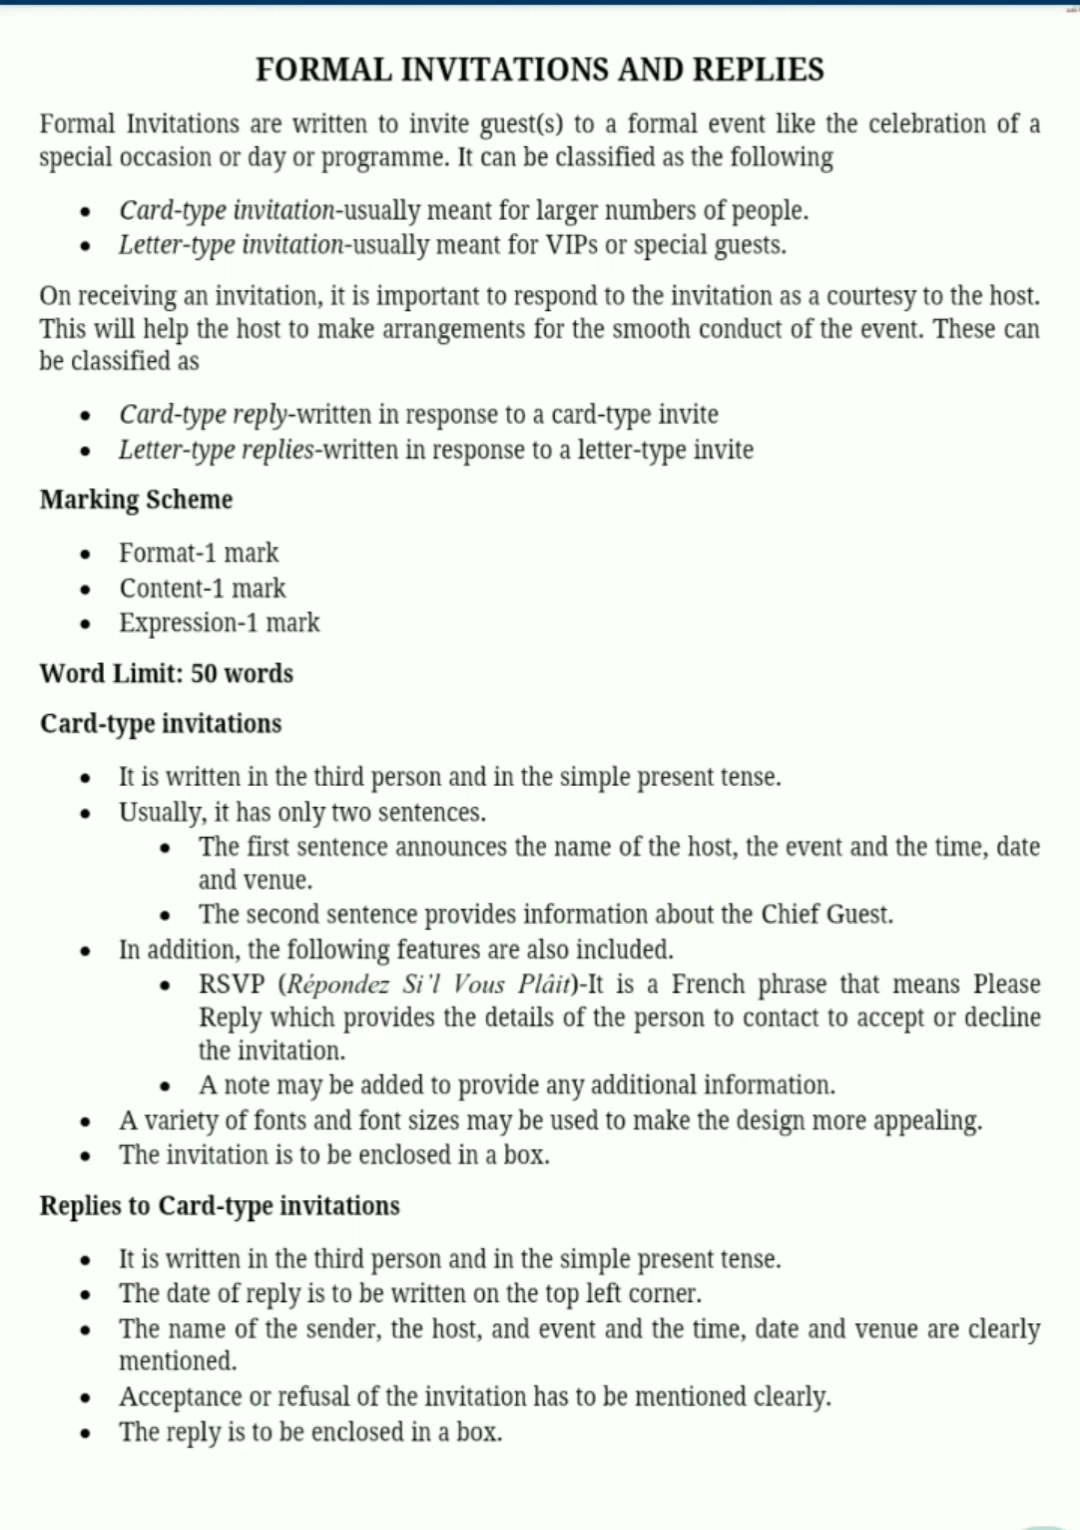 FORMAL INVITATIONS AND REPLIES
Formal Invitations are written to invite guest(s) to a formal event like the celebration of a
special occasion or day or programme. It can be classified as the following
• Card-type invitation-usually meant for larger numbers of people.
• Letter-type invitation-usually meant for VIPs or special guests.
On receiving an invitation, it is important to respond to the invitation as a courtesy to the host.
This will help the host to make arrangements for the smooth conduct of the event. These can
be classified as
• Card-type reply-written in response to a card-type invite
• Letter-type replies-written in response to a letter-type invite
Marking Scheme
• Format-1 mark
• Content-1 mark
• Expression-1 mark
Word Limit: 50 words
Card-type invitations
• It is written in the third person and in the simple present tense.
• Usually, it has only two sentences.
• The first sentence announces the name of the host, the event and the time, date
and venue.
• The second sentence provides information about the Chief Guest.
• In addition, the following features are also included.
• RSVP (Répondez Si'l Vous Plâit)-It is a French phrase that means Please
Reply which provides the details of the person to contact to accept or decline
the invitation.
• A note may be added to provide any additional information.
• A variety of fonts and font sizes may be used to make the design more appealing.
• The invitation is to be enclosed in a box.
Replies to Card-type invitations
• It is written in the third person and in the simple present tense.
• The date of reply is to be written on the top left corner.
• The name of the sender, the host, and event and the time, date and venue are clearly
mentioned.
• Acceptance or refusal of the invitation has to be mentioned clearly.
• The reply is to be enclosed in a box.